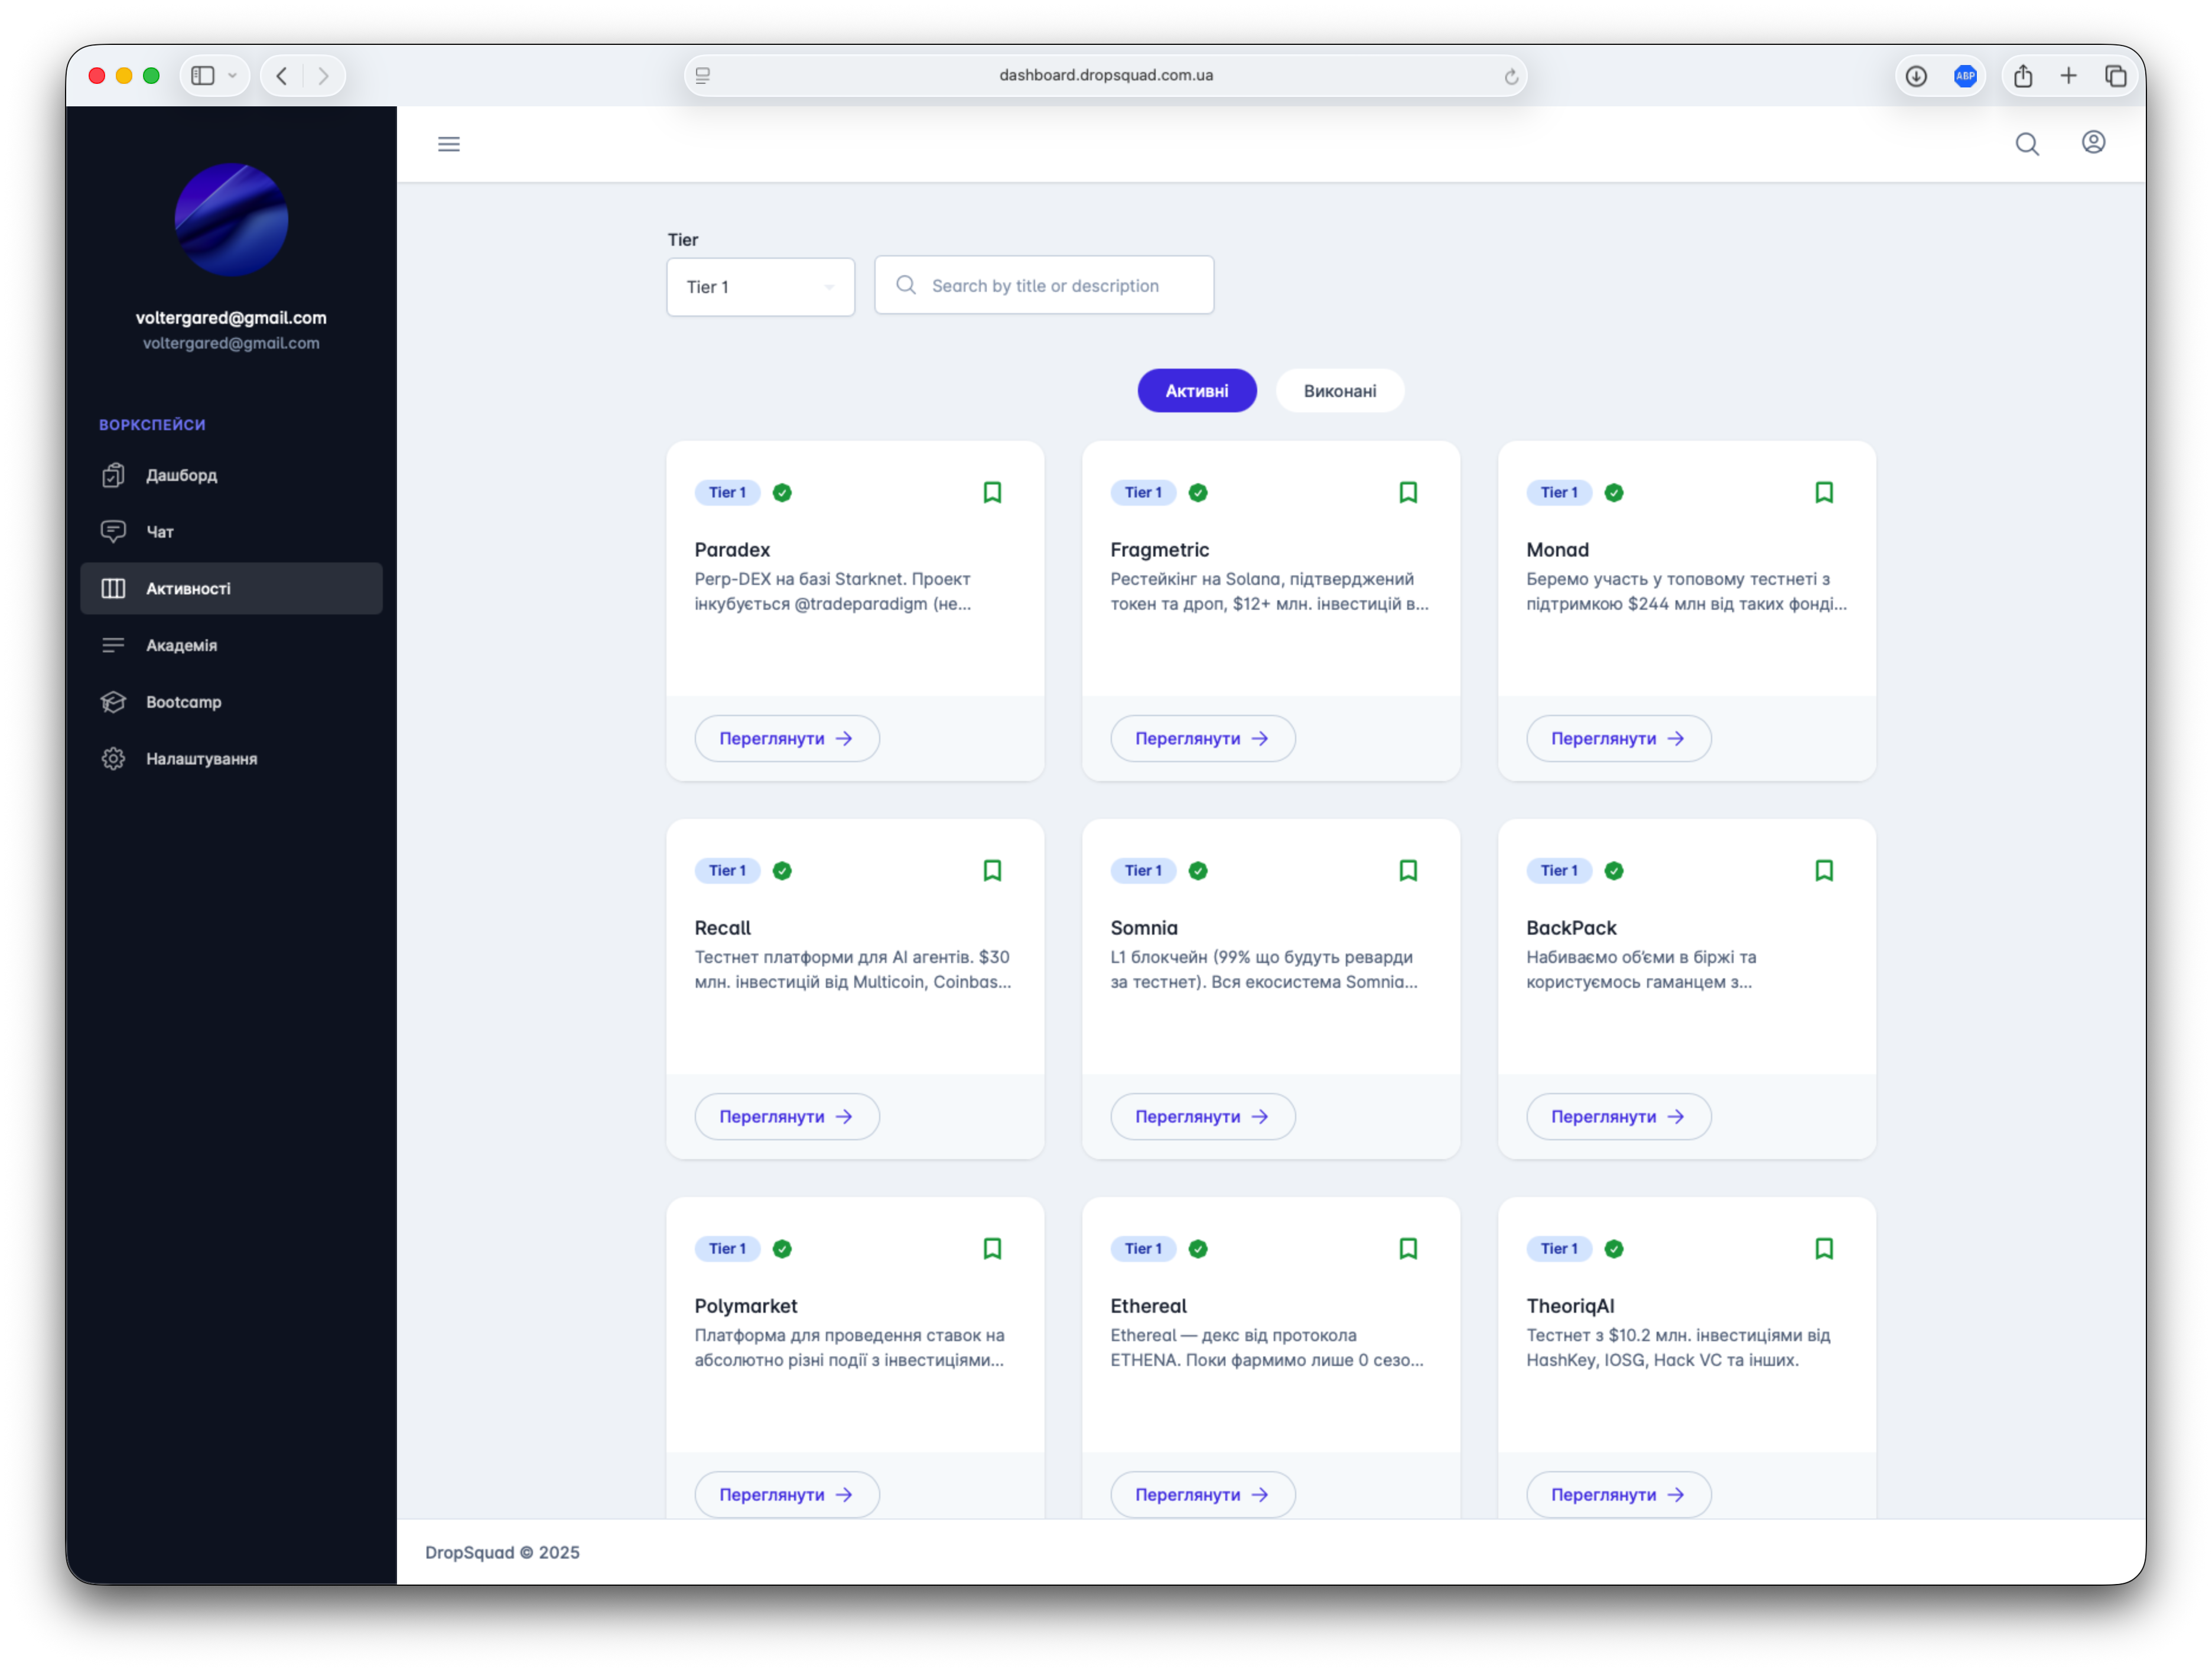 dashboard.dropsquad.com.ua
ABP
voltergared@gmail.com
voltergared@gmail.com
ВОРКСПЕЙСИ
Дашборд
Чат
Активності
Академія
Bootcamp
Налаштування
Tier
Tier 1
Search by title or description
Активні
Виконані
Tier 1
Paradex
Perp-DEX на базі Starknet. Проект
інкубується @tradeparadigm (не...
Переглянути
Tier 1
Fragmetric
Рестейкінг на Solana, підтверджений
токен та дроп, $12+ млн. інвестицій в...
Переглянути
Tier 1
Monad
Беремо участь у топовому тестнеті з
підтримкою $244 млн від таких фонді...
Переглянути
Tier 1
Recall
Тестнет платформи для AI агентів. $30
млн. інвестицій від Multicoin, Coinbas...
Переглянути
Tier 1
Somnia
L1 блокчейн (99% що будуть реварди
за тестнет). Вся екосистема Somnia...
Переглянути
Tier 1
BackPack
Набиваємо об'єми в біржі та
користуємось гаманцем з...
Переглянути
Tier 1
Polymarket
Платформа для проведення ставок на
абсолютно різні події з інвестиціями...
Переглянути
Tier 1
Ethereal
Ethereal — декс від протокола
ETHENA. Поки фармимо лише 0 сезо...
Переглянути
Tier 1
TheoriqAI
Тестнет з $10.2 млн. інвестиціями від
HashKey, IOSG, Hack VC та інших.
Переглянути
DropSquad © 2025